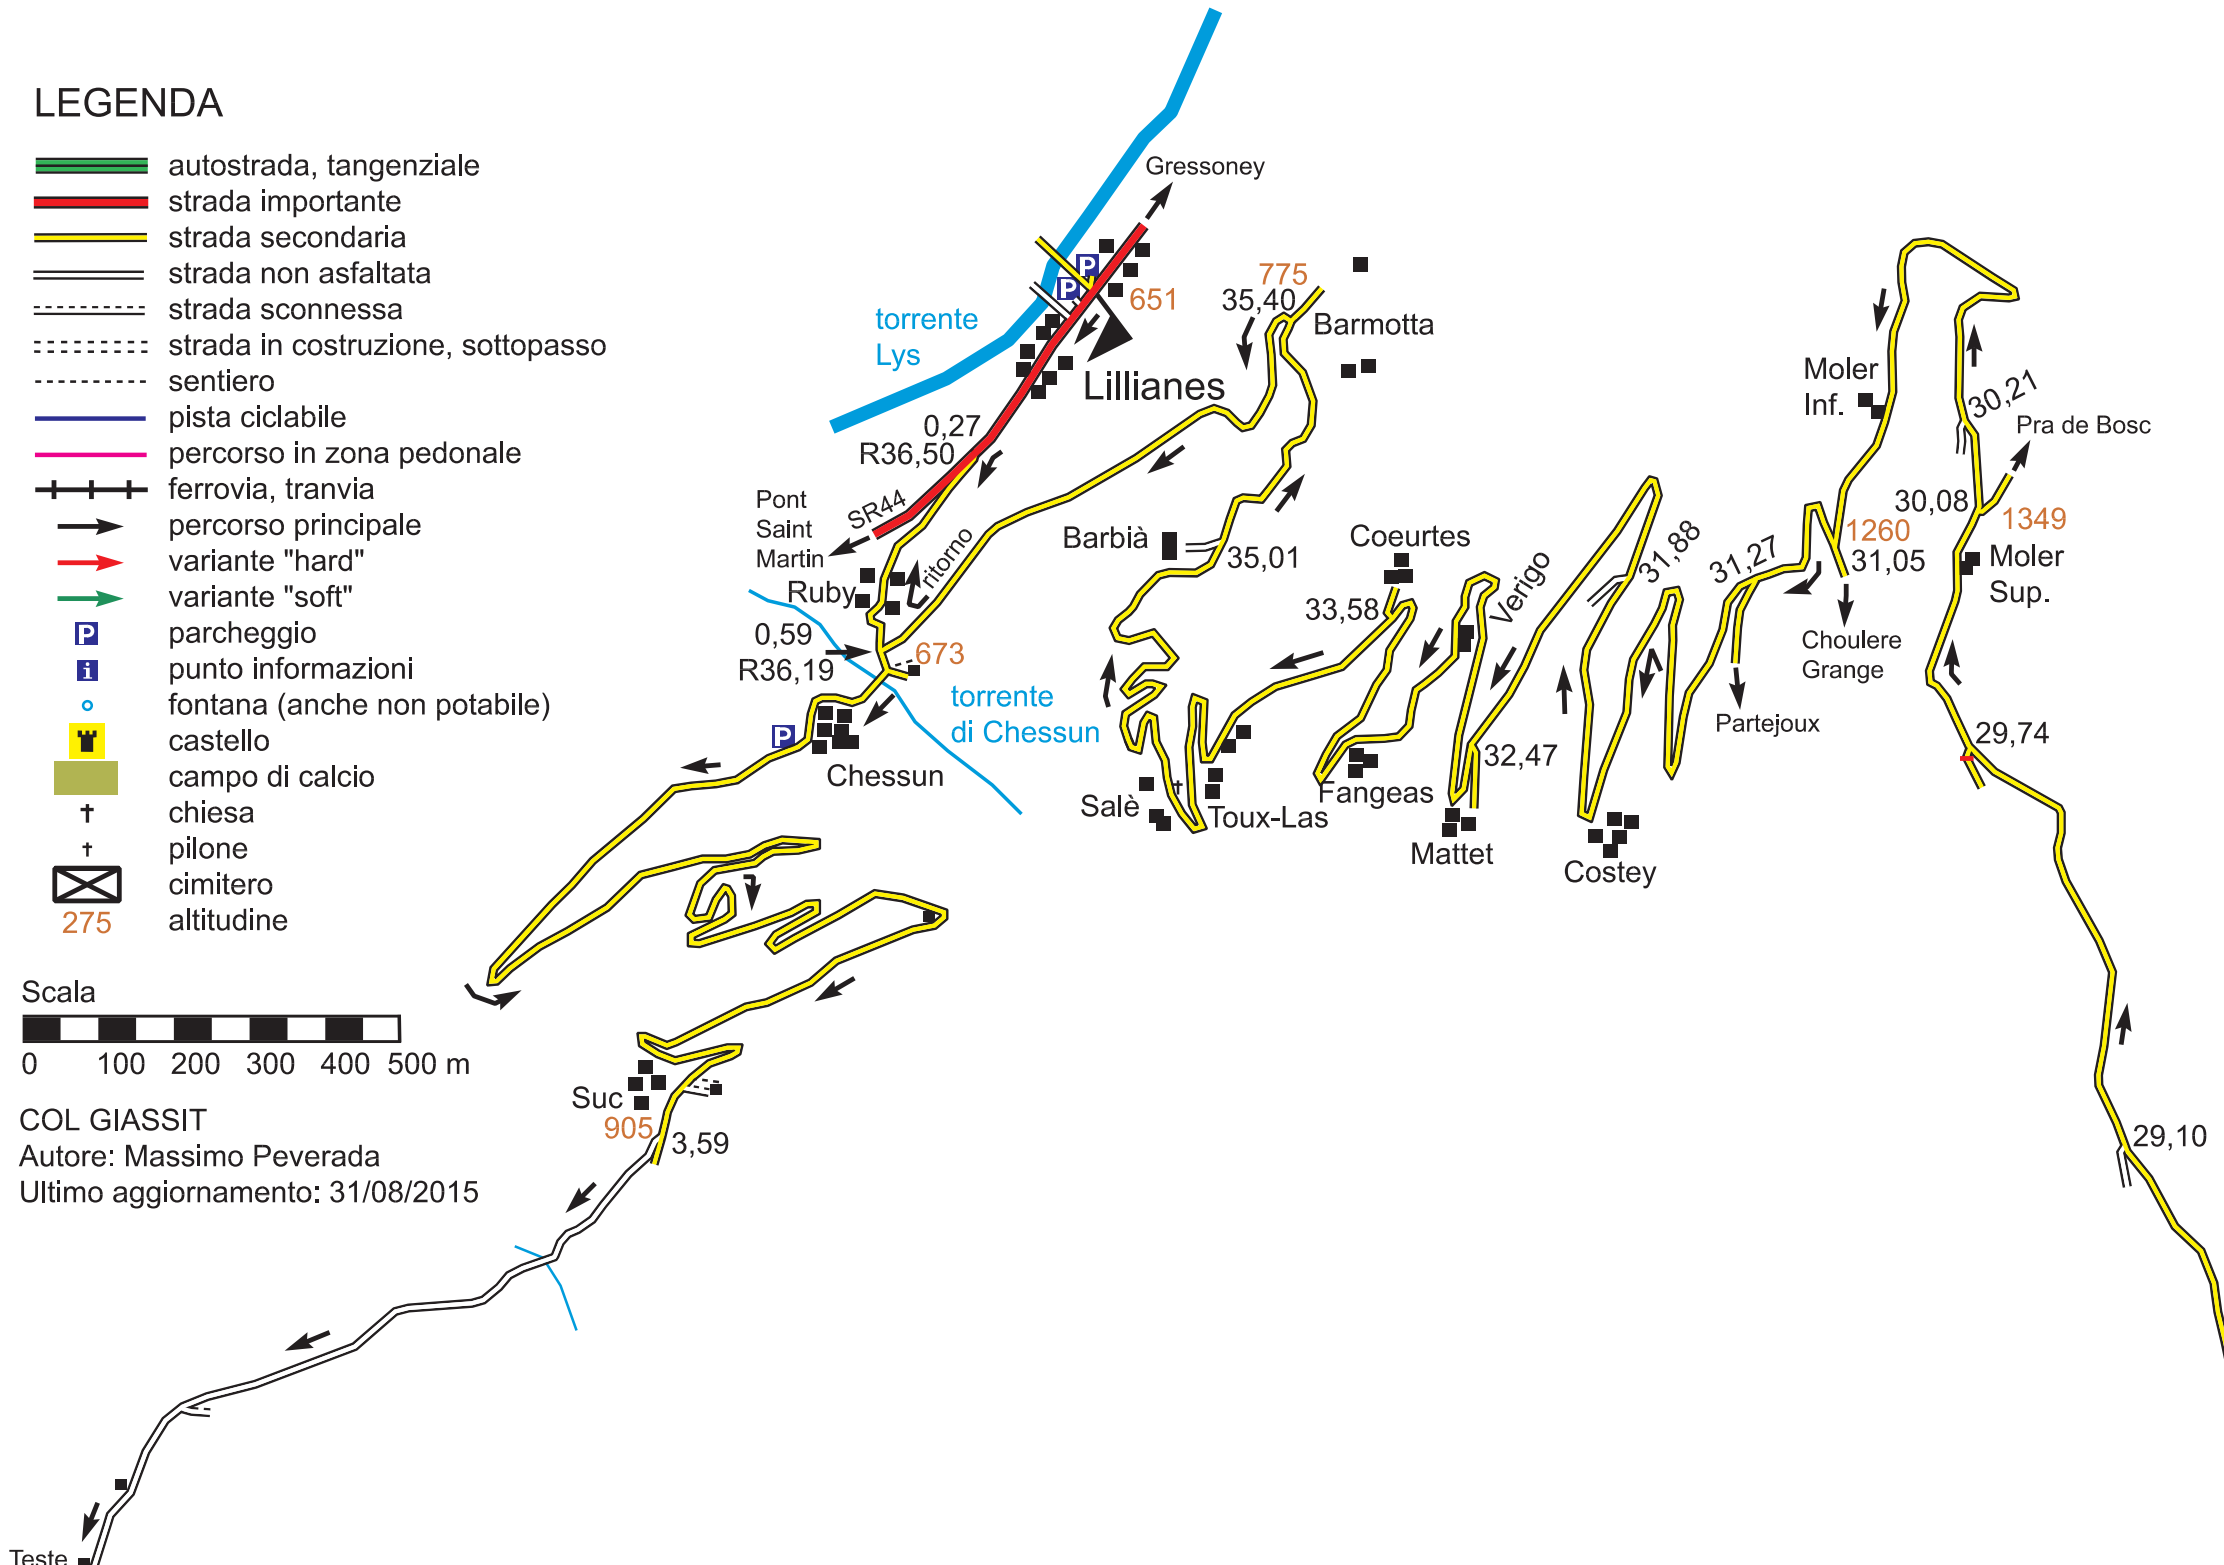 LEGENDA
autostrada, tangenziale
strada importante
strada secondaria
strada non asfaltata
strada sconnessa
strada in costruzione, sottopasso
sentiero
pista ciclabile
percorso in zona pedonale
ferrovia, tranvia
percorso principale
variante "hard"
variante "soft"
P
parcheggio
i
punto informazioni
fontana (anche non potabile)
castello
campo di calcio
chiesa
pilone
cimitero
275
altitudine
Scala
0 100 200 300 400 500 m
COL GIASSIT
Autore: Massimo Peverada
Ultimo aggiornamento: 31/08/2015
Gressoney
P
P
651
torrente
Lys
Lillianes
0,27
R36,50
SR44
Pont
Saint
Martin
Ruby
ritorno
0,59
R36,19
673
torrente
di Chessun
P
Chessun
Suc
905
3,59
Teste
775
35,40
Barmotta
Barbià
35,01
Salè
Toux-Las
Coeurtes
33,58
Fangeas
Verigo
32,47
Mattet
31,88
Costey
31,27
Partejoux
Moler
Inf.
1260
31,05
Choulere
Grange
30,21
Pra de Bosc
30,08
1349
Moler
Sup.
29,74
29,10